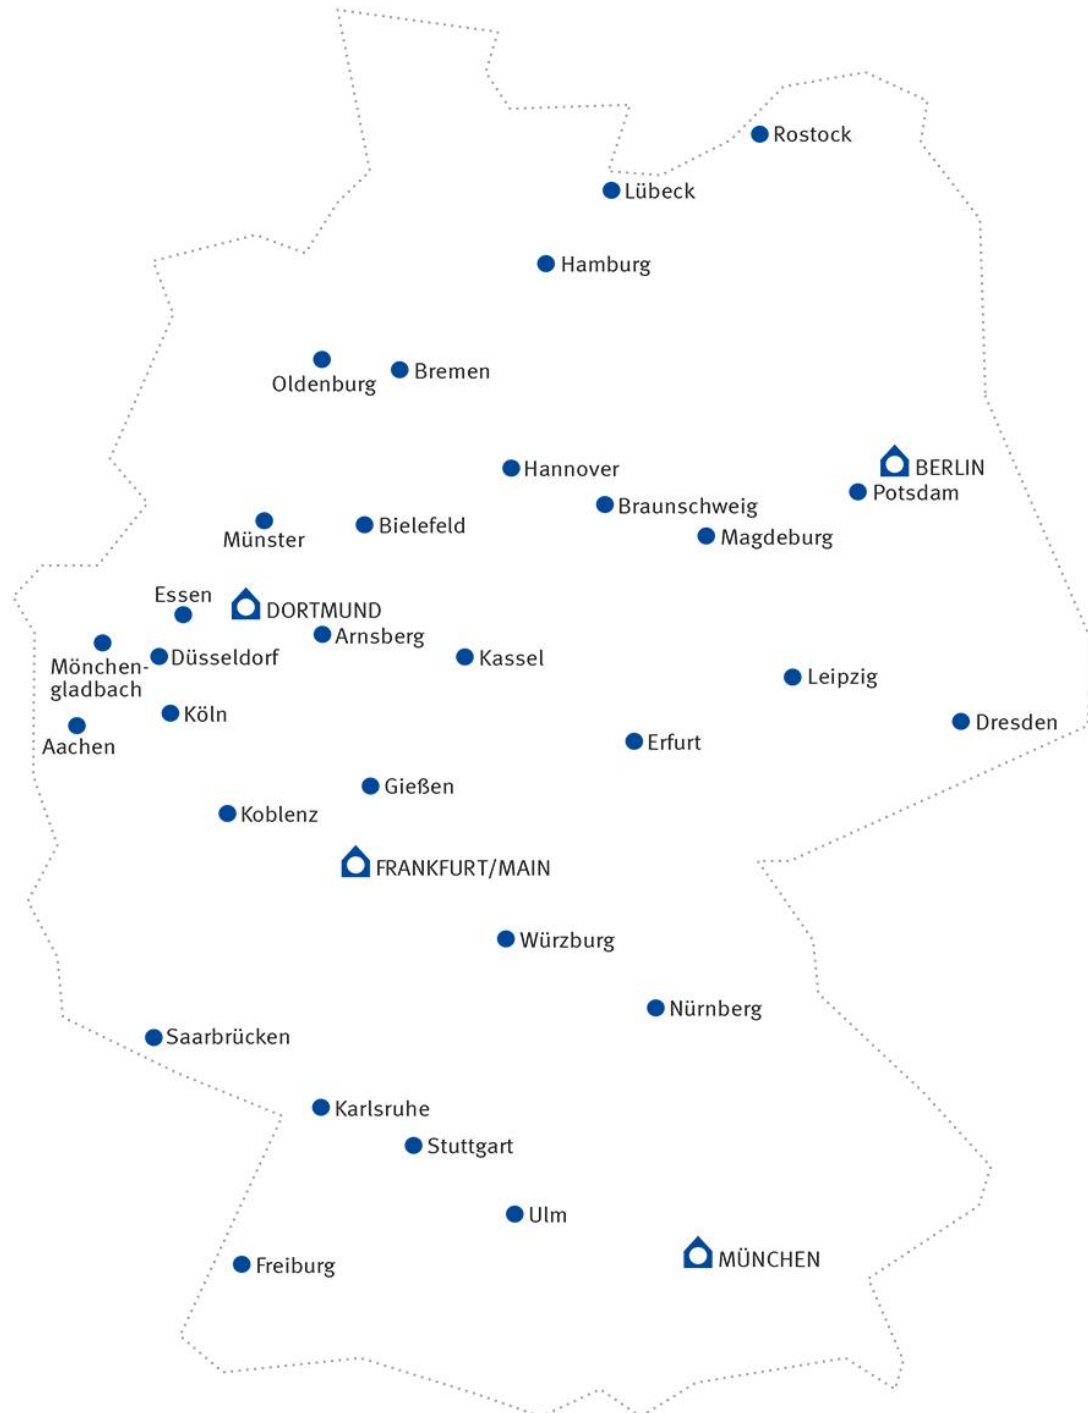 Rostock
Lübeck
Hamburg
Oldenburg
Bremen
Hannover
BERLIN
Potsdam
Braunschweig
Magdeburg
Münster
Bielefeld
Essen
DORTMUND
Arnsberg
Mönchen-
gladbach
Düsseldorf
Kassel
Leipzig
Köln
Aachen
Dresden
Erfurt
Gießen
Koblenz
FRANKFURT/MAIN
Würzburg
Nürnberg
Saarbrücken
Karlsruhe
Stuttgart
Ulm
MÜNCHEN
Freiburg